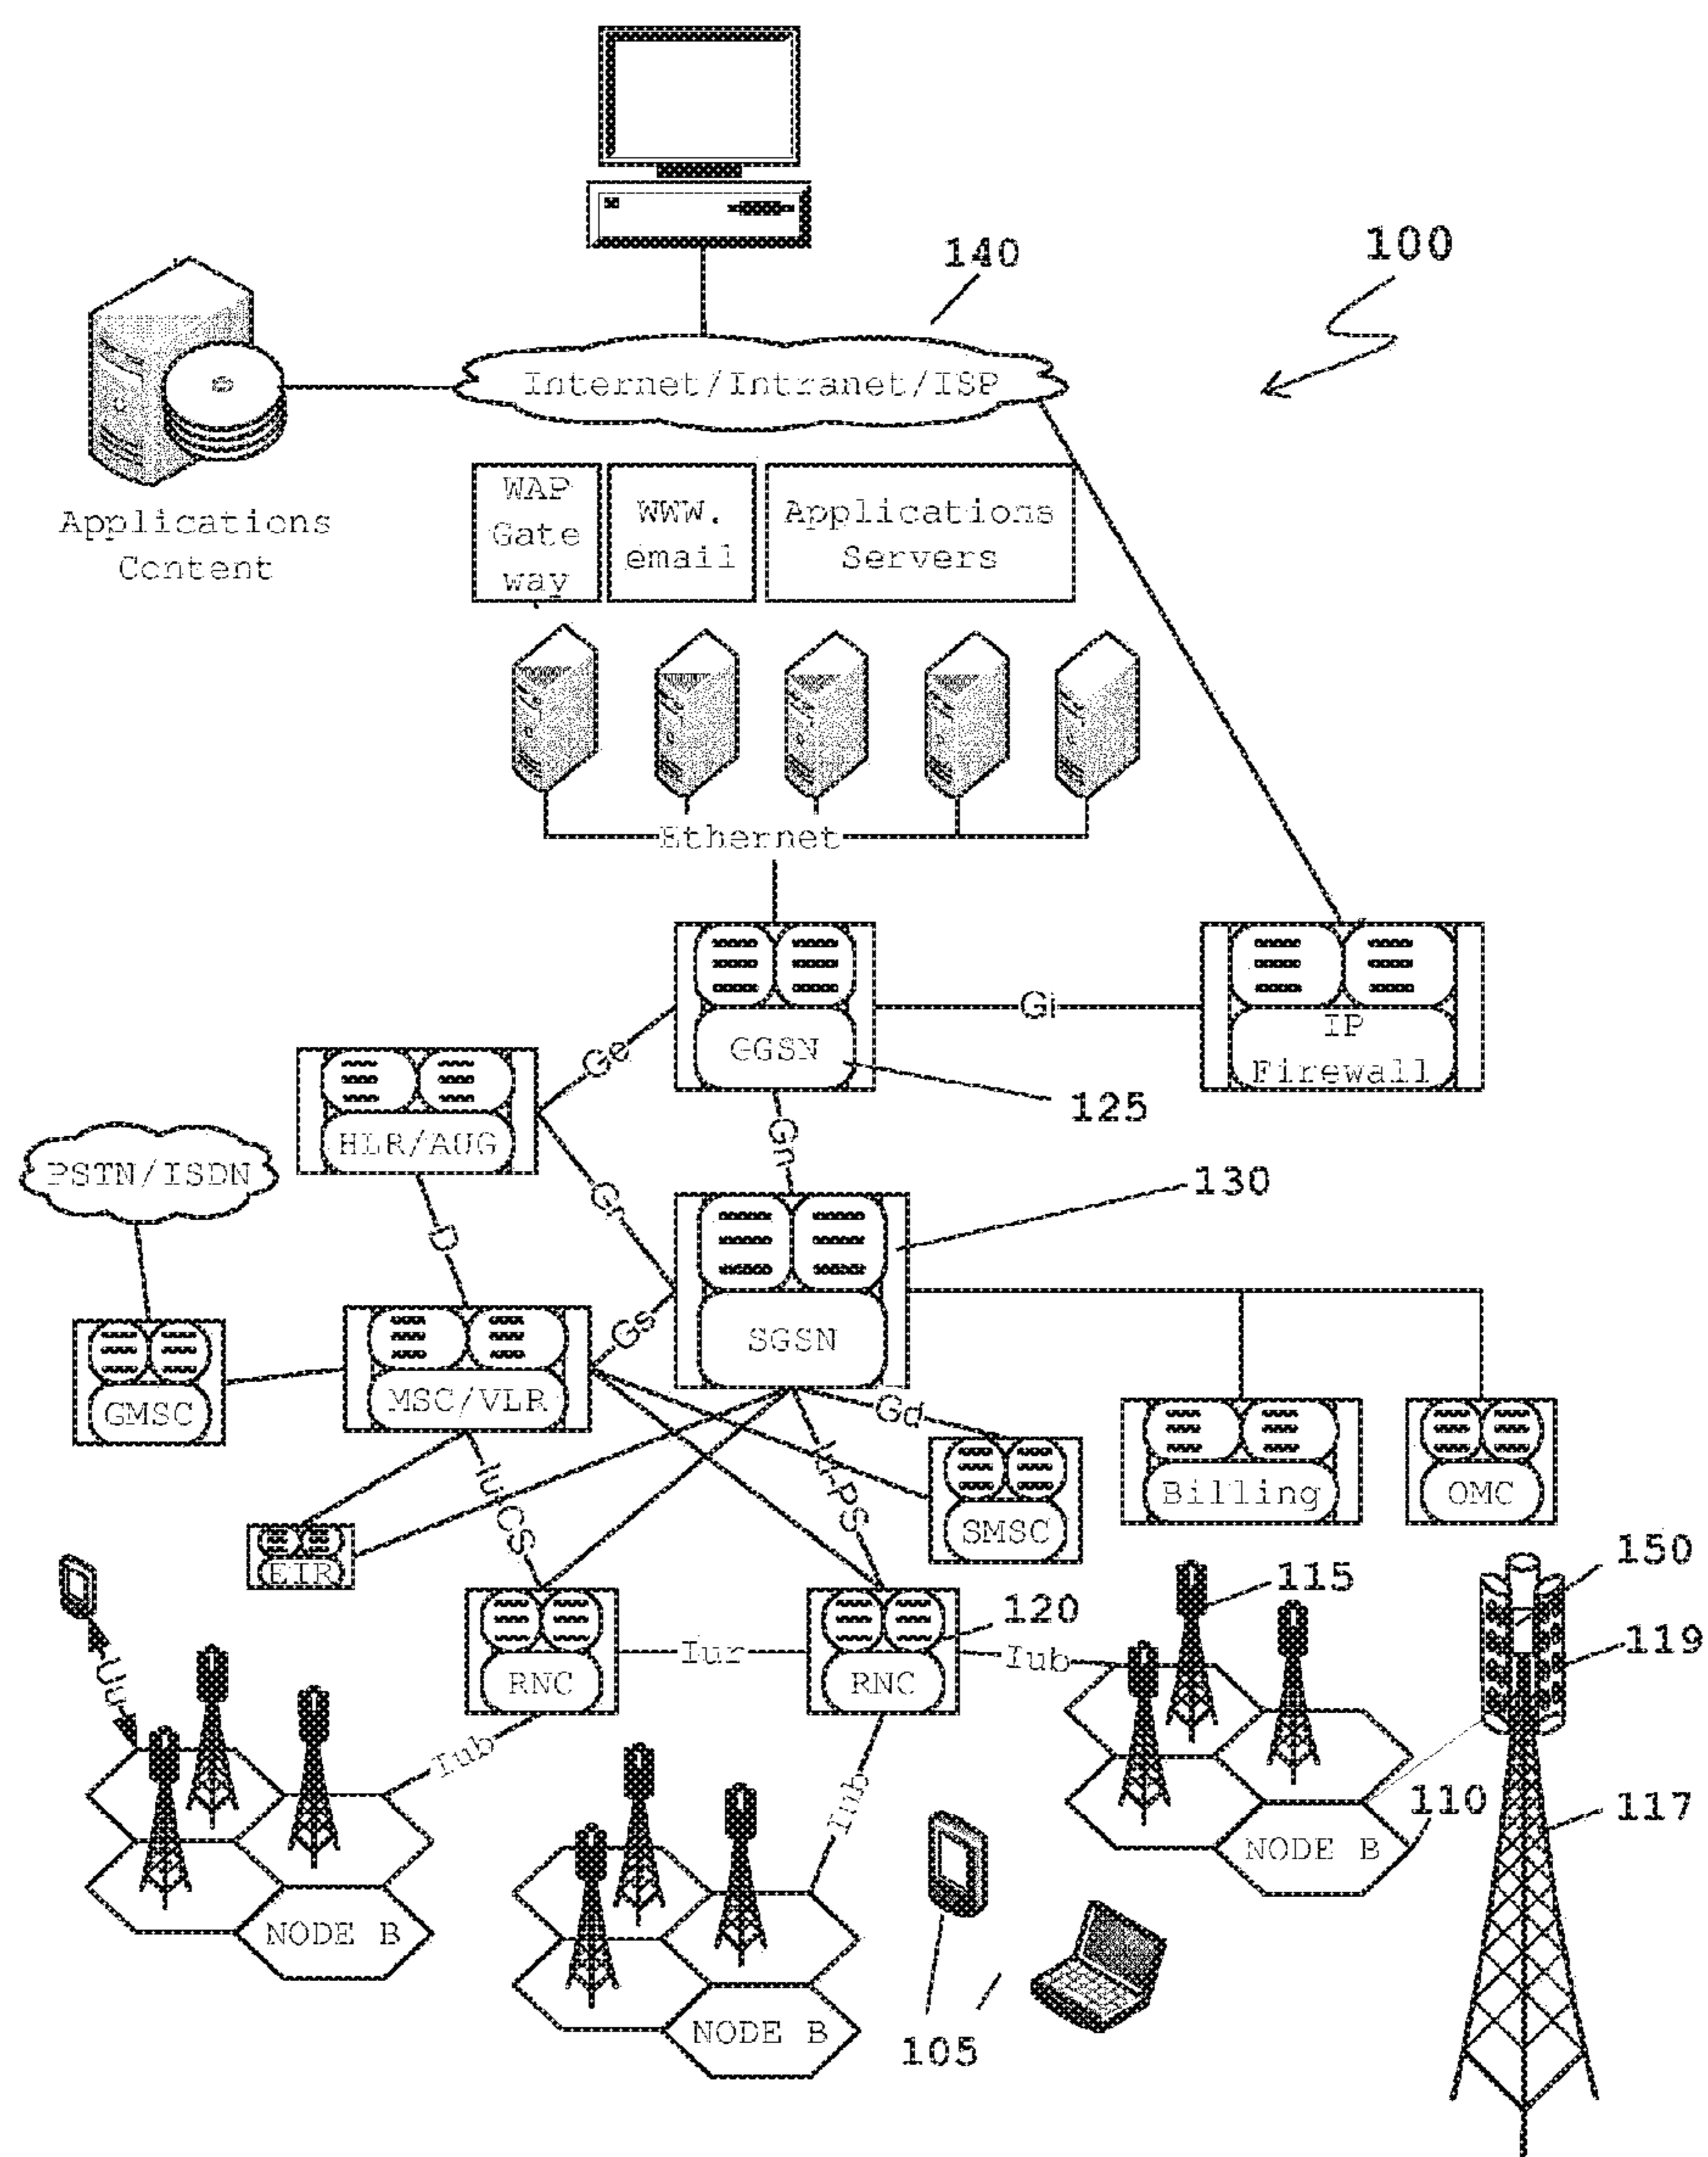 140
100
Internet/Intranet/ISP
Applications
Content
WAP
Gate
way
WWW.
email
Applications
Servers
Ethernet
GGSN
Gi
IP
Firewall
125
Gc
HLR/AUG
Gn
PSTN/ISDN
Gr
130
D
Gs
SGSN
GMSC
MSC/VLR
Gd
Iu-CS
Iu-PS
SMSC
Billing
OMC
EIR
150
115
120
119
RNC
Iur
RNC
Iub
Uu
Iub
Iub
110
117
NODE B
NODE B
NODE B
105